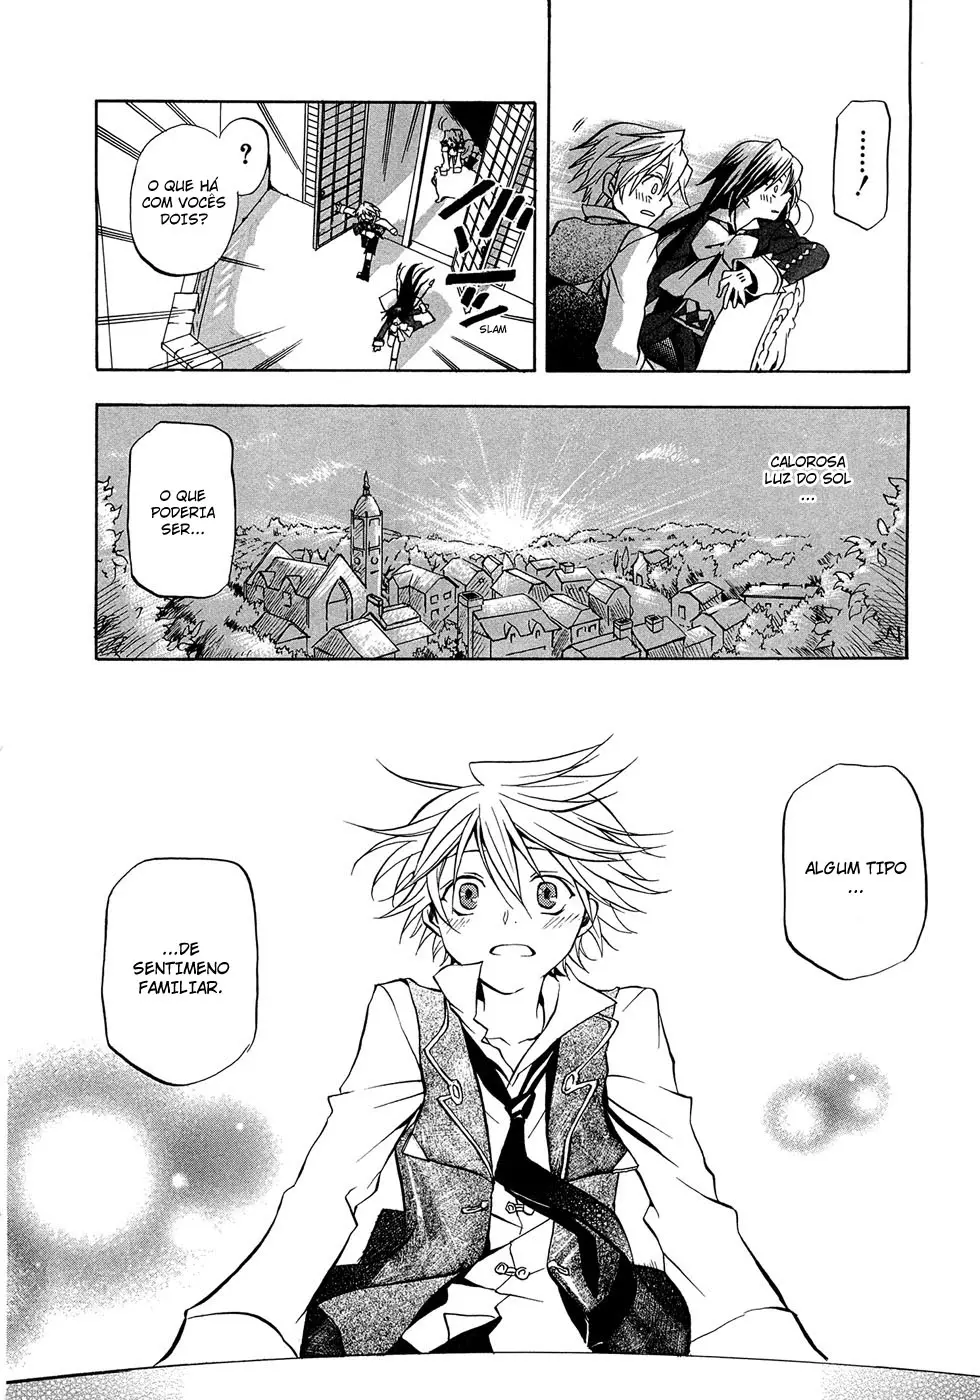 ......!
?
O QUE HÁ
COM VOCÊS
DOIS?
SLAM
CALOROSA
LUZ DO SOL
...
O QUE
PODERIA
SER...
ALGUM TIPO
...
...DE
SENTIMENO
FAMILIAR.